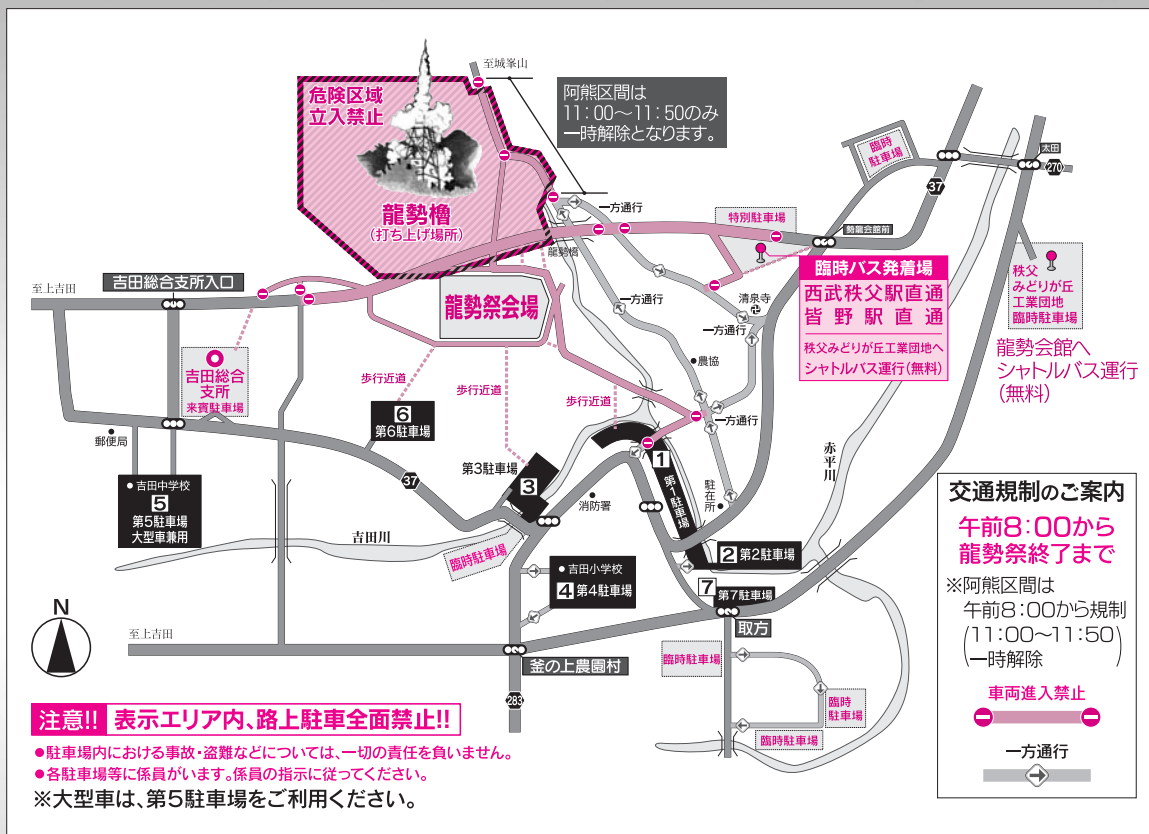 至城峯山
危険区域
立入禁止
龍勢櫓
(打ち上げ場所)
阿熊区間は
11:00〜11:50のみ
一時解除となります。
臨時
駐車場
太田
270
37
一方通行
特別駐車場
勢龍会館前
龍勢橋
臨時バス発着場
西武秩父駅直通
皆野駅直通
秩父みどりが丘工業団地へ
シャトルバス運行(無料)
秩父
みどりが丘
工業団地
臨時駐車場
龍勢会館へ
シャトルバス運行
(無料)
至上吉田
吉田総合支所入口
龍勢祭会場
一方通行
清泉寺
一方通行
農協
吉田総合
支所
来賓駐車場
歩行近道
歩行近道
歩行近道
一方通行
6
第6駐車場
郵便局
吉田中学校
5
第5駐車場
大型車兼用
37
第3駐車場
3
消防署
1
第1駐車場
駐在所
赤平川
吉田川
臨時駐車場
2 第2駐車場
吉田小学校
4 第4駐車場
7
第7駐車場
取方
N
至上吉田
釜の上農園村
283
臨時駐車場
臨時
駐車場
臨時駐車場
交通規制のご案内
午前8:00から
龍勢祭終了まで
※阿熊区間は
午前8:00から規制
(11:00〜11:50)
一時解除
車両進入禁止
一方通行
注意!! 表示エリア内、路上駐車全面禁止!!
●駐車場内における事故・盗難などについては、一切の責任を負いません。
●各駐車場等に係員がいます。係員の指示に従ってください。
※大型車は、第5駐車場をご利用ください。